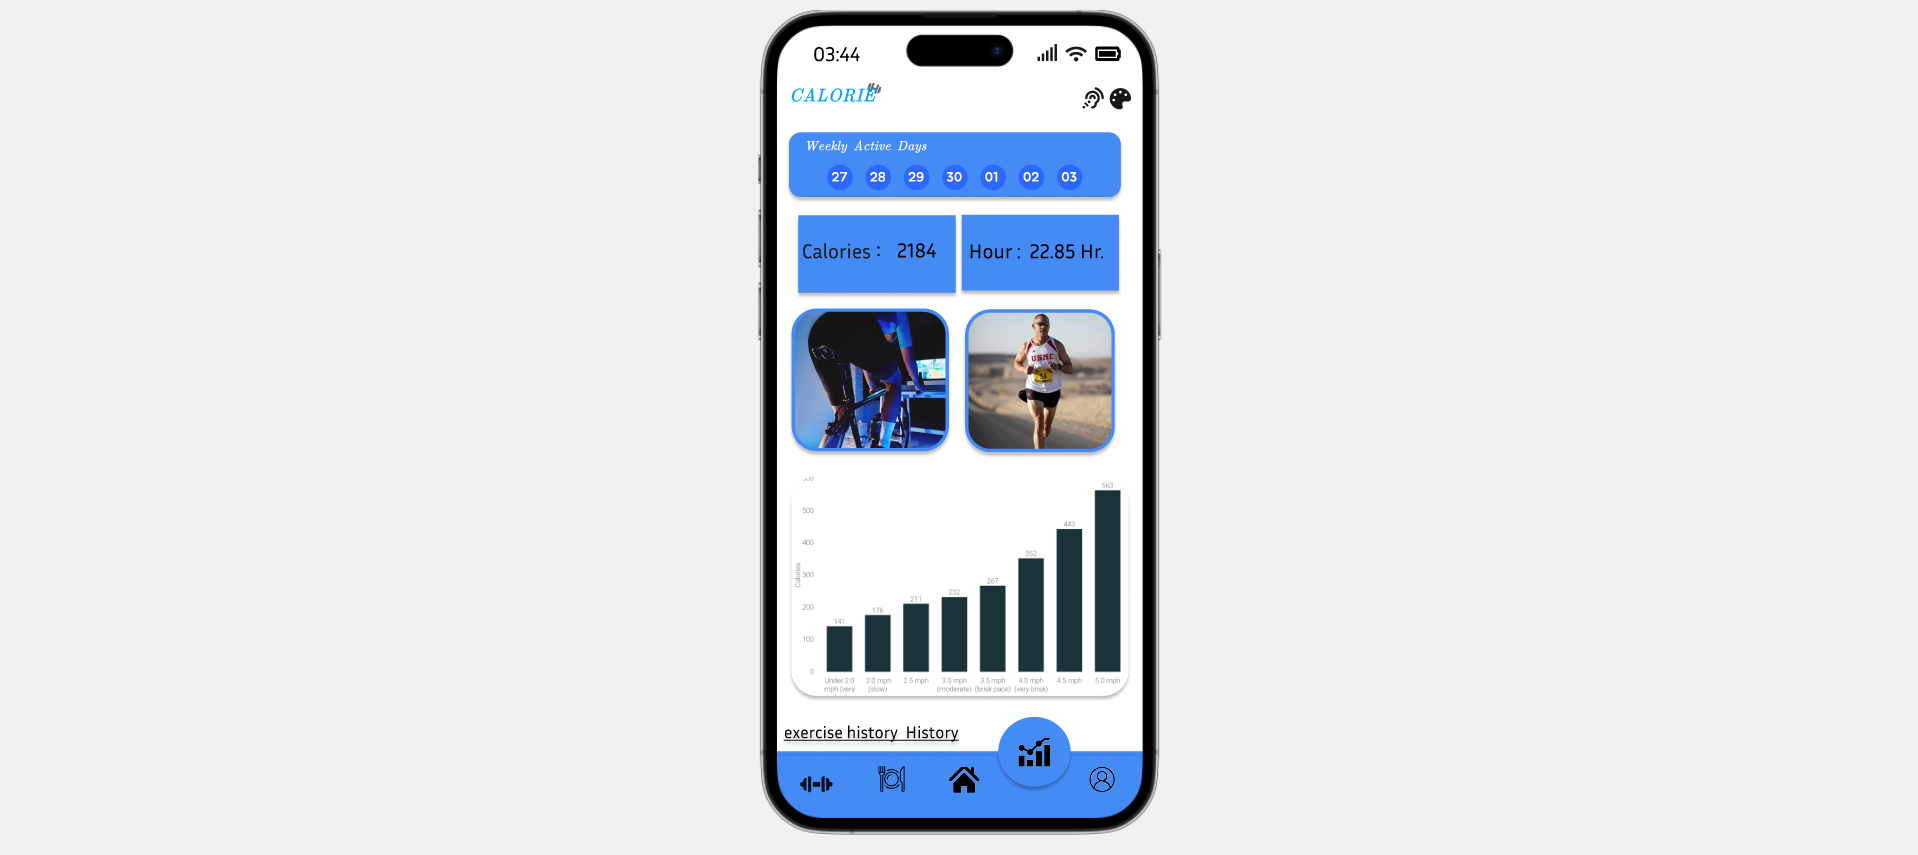 03:44
CALORIE
Weekly Active Days
27 28 29 30 01 02 03
Calories : 2184
Hour : 22.85 Hr.
USMC
54
563
500
443
400
352
Calories
300
267
232
211
200
176
141
100
0
Under 2.0 mph (very
2.0 mph (slow)
2.5 mph
3.0 mph (moderate)
3.5 mph (brisk pace)
4.0 mph (very brisk)
4.5 mph
5.0 mph
exercise history History